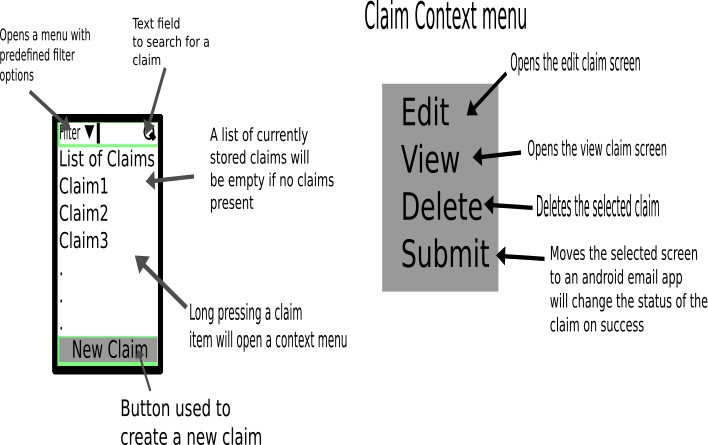 Claim Context menu
Opens a menu with
predefined filter
options
Text field
to search for a
claim
Filter
List of Claims
Claim1
Claim2
Claim3
.
.
.
New Claim
A list of currently
stored claims will
be empty if no claims
present
Long pressing a claim
item will open a context menu
Button used to
create a new claim
Edit
View
Delete
Submit
Opens the edit claim screen
Opens the view claim screen
Deletes the selected claim
Moves the selected screen
to an android email app
will change the status of the
claim on success